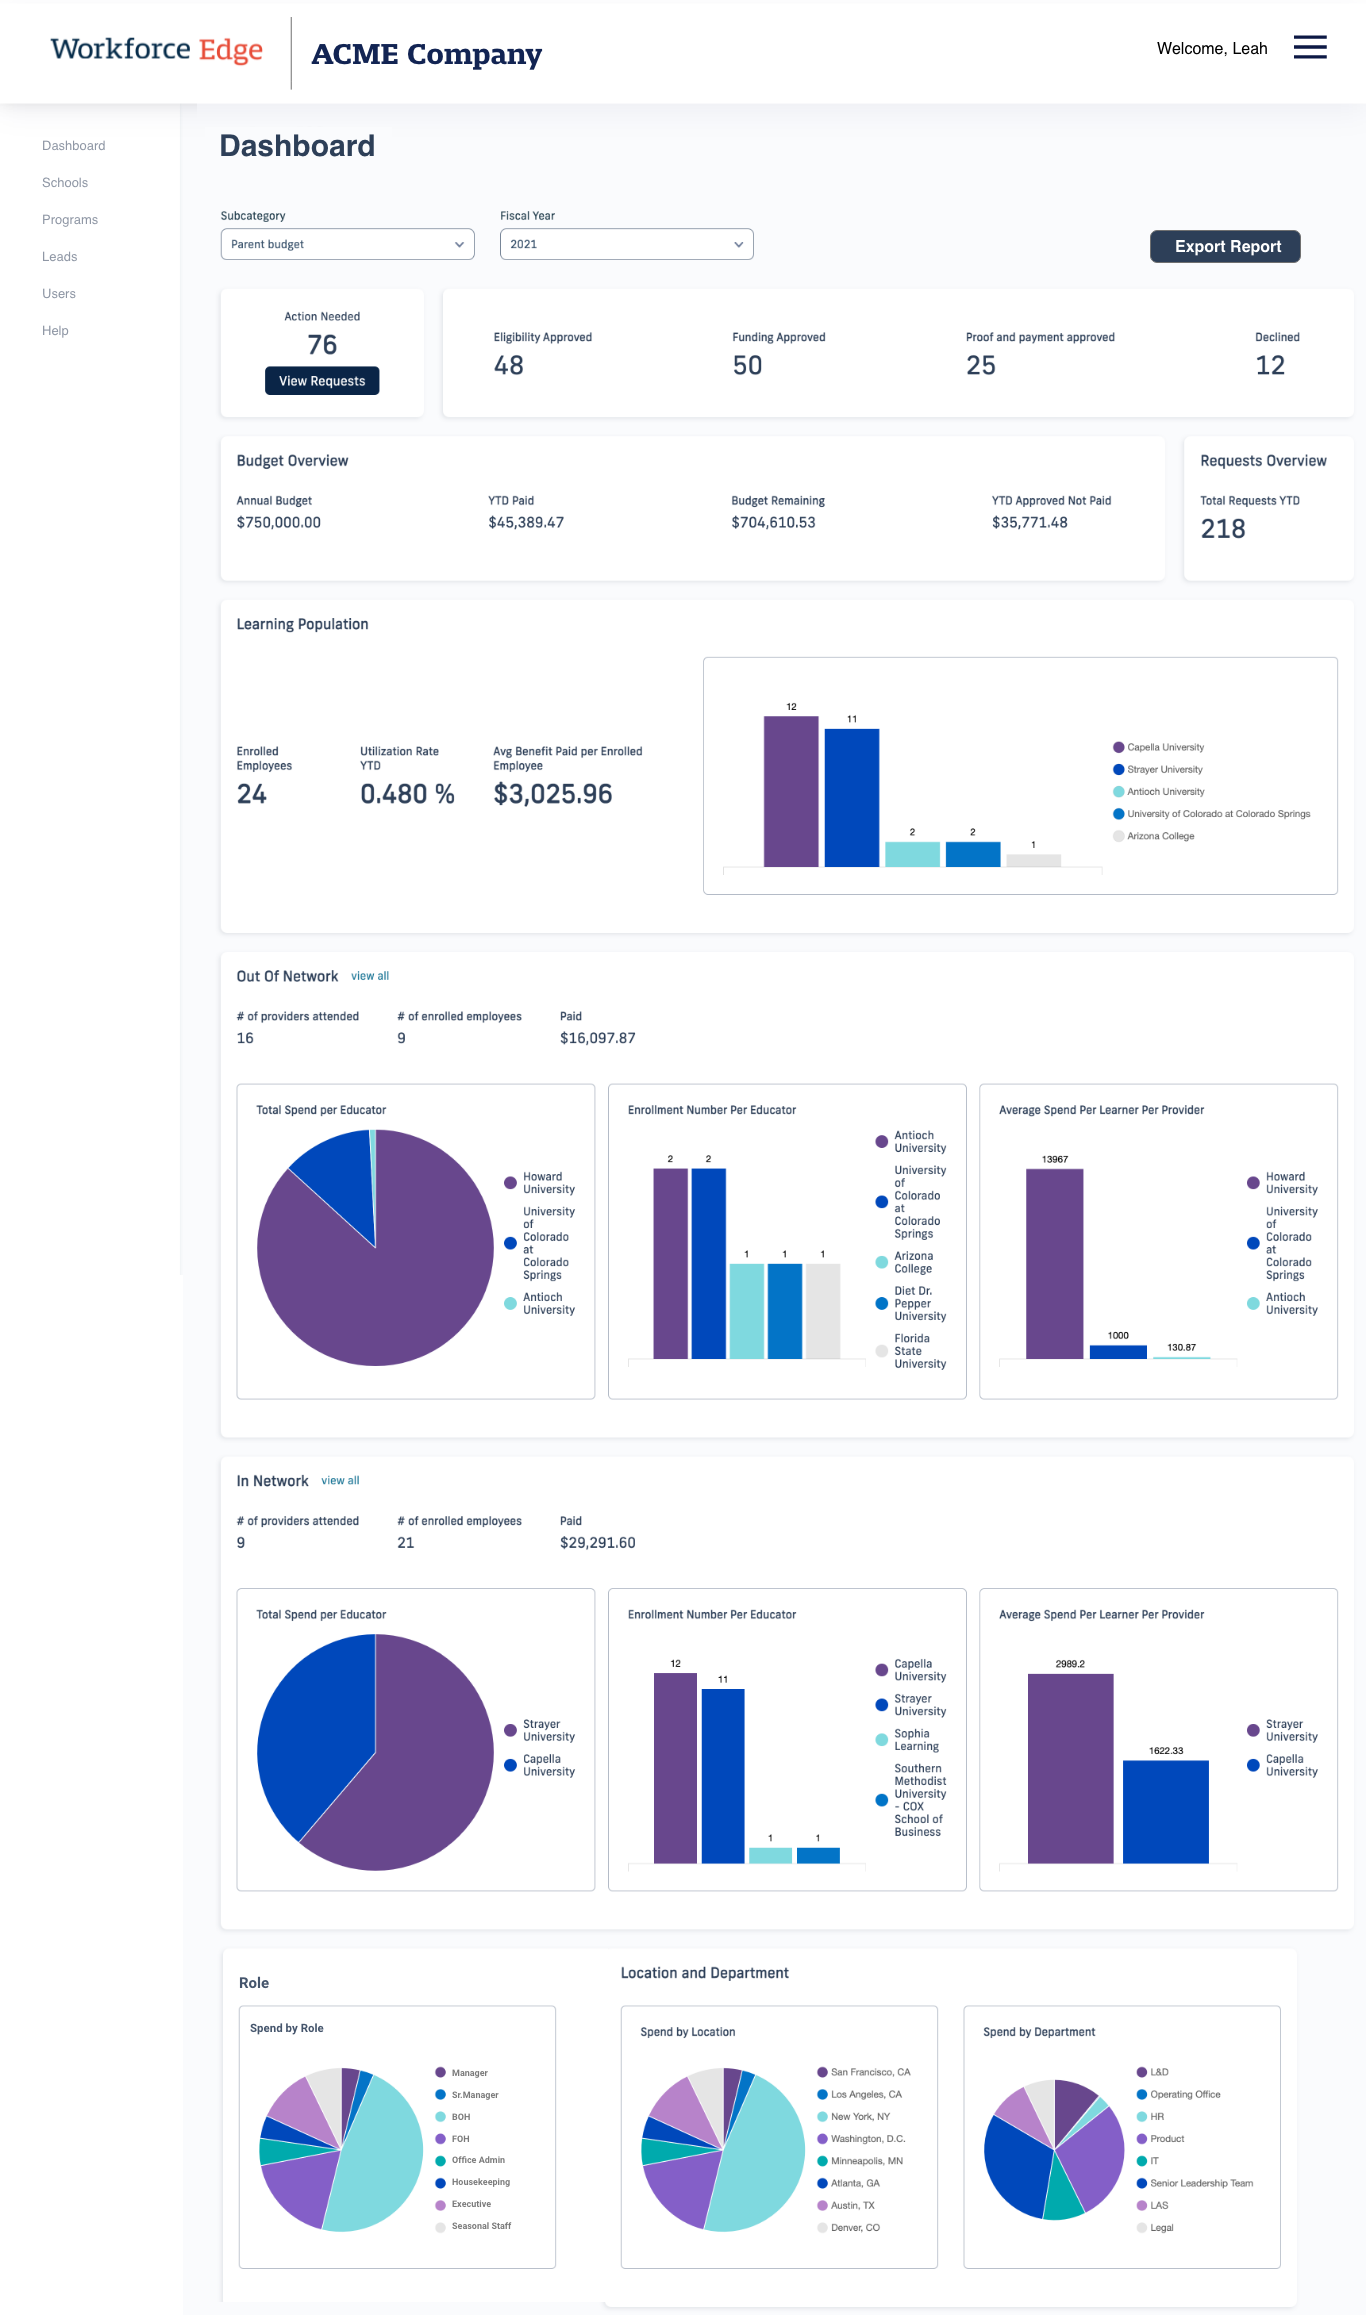 Workforce Edge
ACME Company
Welcome, Leah
Dashboard
Schools
Programs
Leads
Users
Help
Dashboard
Subcategory
Parent budget
Fiscal Year
2021
Export Report
Action Needed
76
View Requests
Eligibility Approved
48
Funding Approved
50
Proof and payment approved
25
Declined
12
Budget Overview
Annual Budget
$750,000.00
YTD Paid
$45,389.47
Budget Remaining
$704,610.53
YTD Approved Not Paid
$35,771.48
Requests Overview
Total Requests YTD
218
Learning Population
Enrolled
Employees
24
Utilization Rate
YTD
0.480 %
Avg Benefit Paid per Enrolled
Employee
$3,025.96
12
11
2
2
1
Capella University
Strayer University
Antioch University
University of Colorado at Colorado Springs
Arizona College
Out Of Network view all
# of providers attended
16
# of enrolled employees
9
Paid
$16,097.87
Total Spend per Educator
Howard
University
University
of
Colorado
at
Colorado
Springs
Antioch
University
Enrollment Number Per Educator
2
2
1
1
1
Antioch
University
University
of
Colorado
at
Colorado
Springs
Arizona
College
Diet Dr.
Pepper
University
Florida
State
University
Average Spend Per Learner Per Provider
13967
1000
130.87
Howard
University
University
of
Colorado
at
Colorado
Springs
Antioch
University
In Network view all
# of providers attended
9
# of enrolled employees
21
Paid
$29,291.60
Total Spend per Educator
Strayer
University
Capella
University
Enrollment Number Per Educator
12
11
1
1
Capella
University
Strayer
University
Sophia
Learning
Southern
Methodist
University
- COX
School of
Business
Average Spend Per Learner Per Provider
2989.2
1622.33
Strayer
University
Capella
University
Role
Spend by Role
Manager
Sr.Manager
BOH
FOH
Office Admin
Housekeeping
Executive
Seasonal Staff
Location and Department
Spend by Location
San Francisco, CA
Los Angeles, CA
New York, NY
Washington, D.C.
Minneapolis, MN
Atlanta, GA
Austin, TX
Denver, CO
Spend by Department
L&D
Operating Office
HR
Product
IT
Senior Leadership Team
LAS
Legal